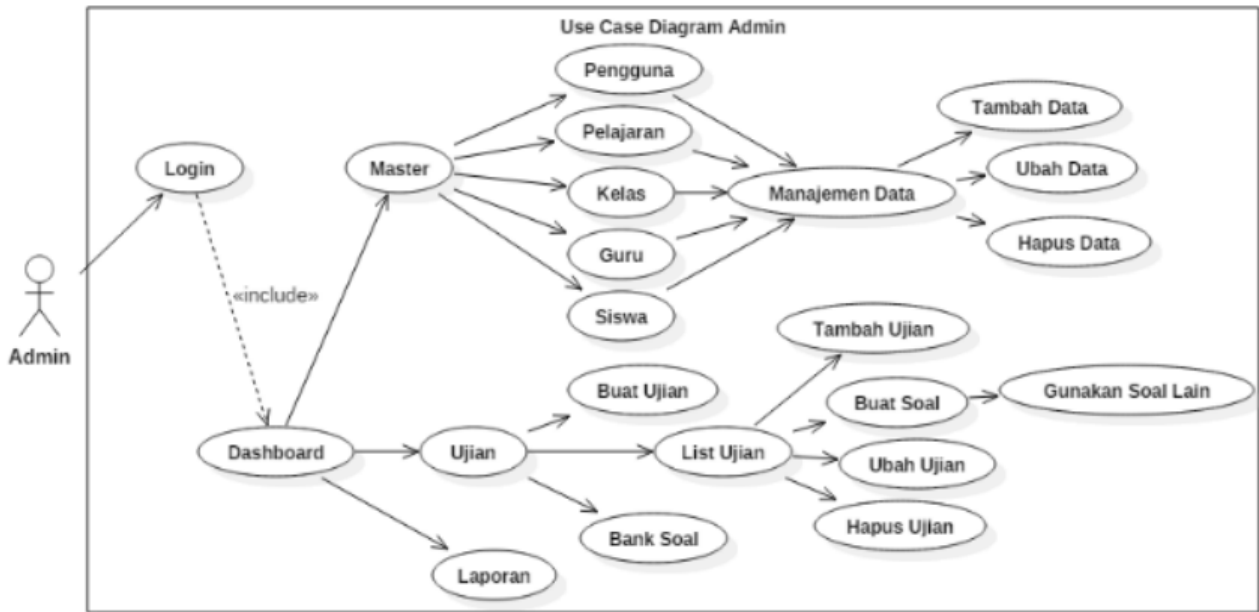 Use Case Diagram Admin
Pengguna
Tambah Data
Pelajaran
Login
Master
Ubah Data
Kelas
Manajemen Data
Guru
Hapus Data
«include»
Siswa
Tambah Ujian
Admin
Buat Ujian
Buat Soal
Gunakan Soal Lain
Dashboard
Ujian
List Ujian
Ubah Ujian
Hapus Ujian
Bank Soal
Laporan